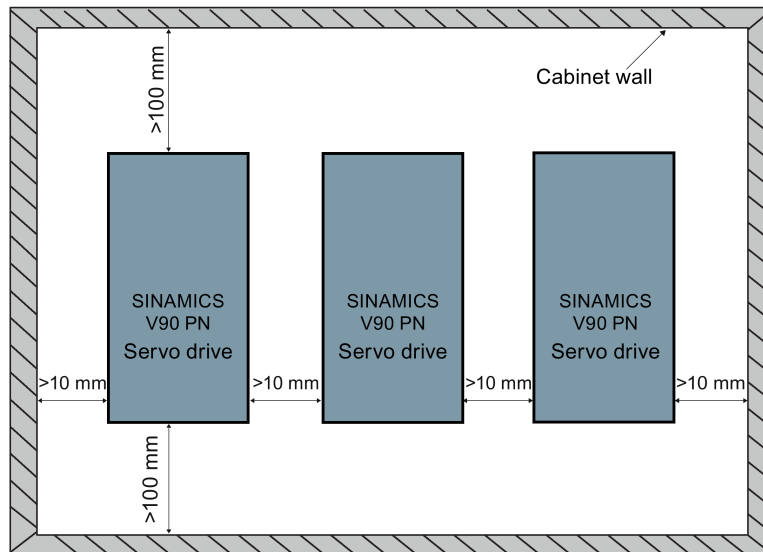 Cabinet wall
>100 mm
SINAMICS
V90 PN
Servo drive
SINAMICS
V90 PN
Servo drive
SINAMICS
V90 PN
Servo drive
>10 mm
>10 mm
>10 mm
>10 mm
>100 mm